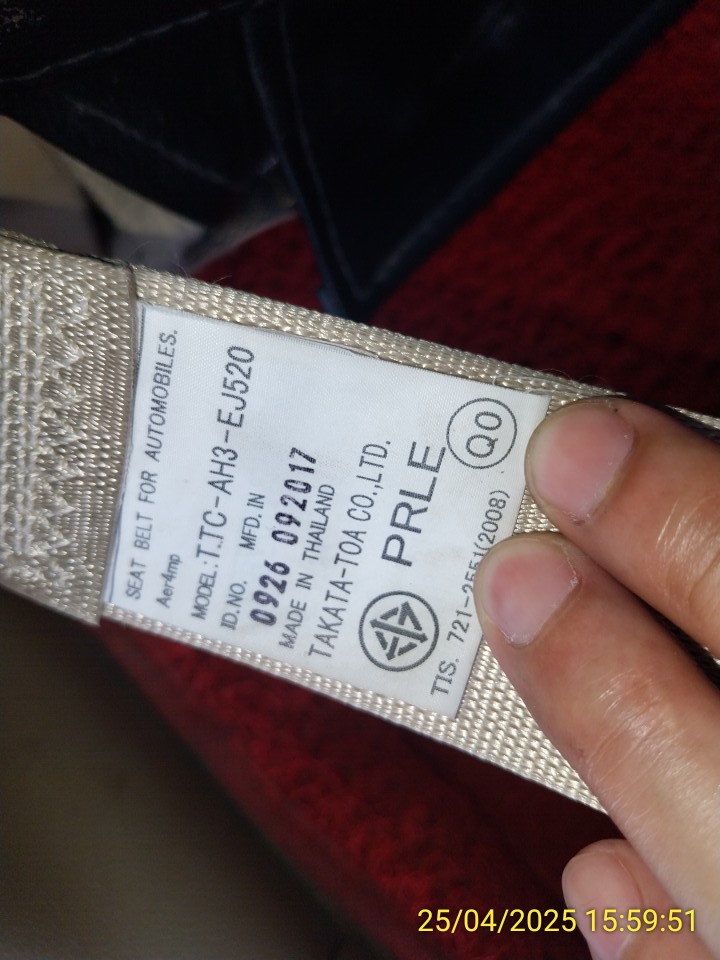 SEAT BELT FOR AUTOMOBILES.
Aer4mp
MODEL:T.TC-AH3-EJ520
ID.NO. MFD.IN
0926 092017
MADE IN THAILAND
TAKATA-TOA CO.,LTD.
PRLE
Q0
TIS. 721-2551(2008)
25/04/2025 15:59:51